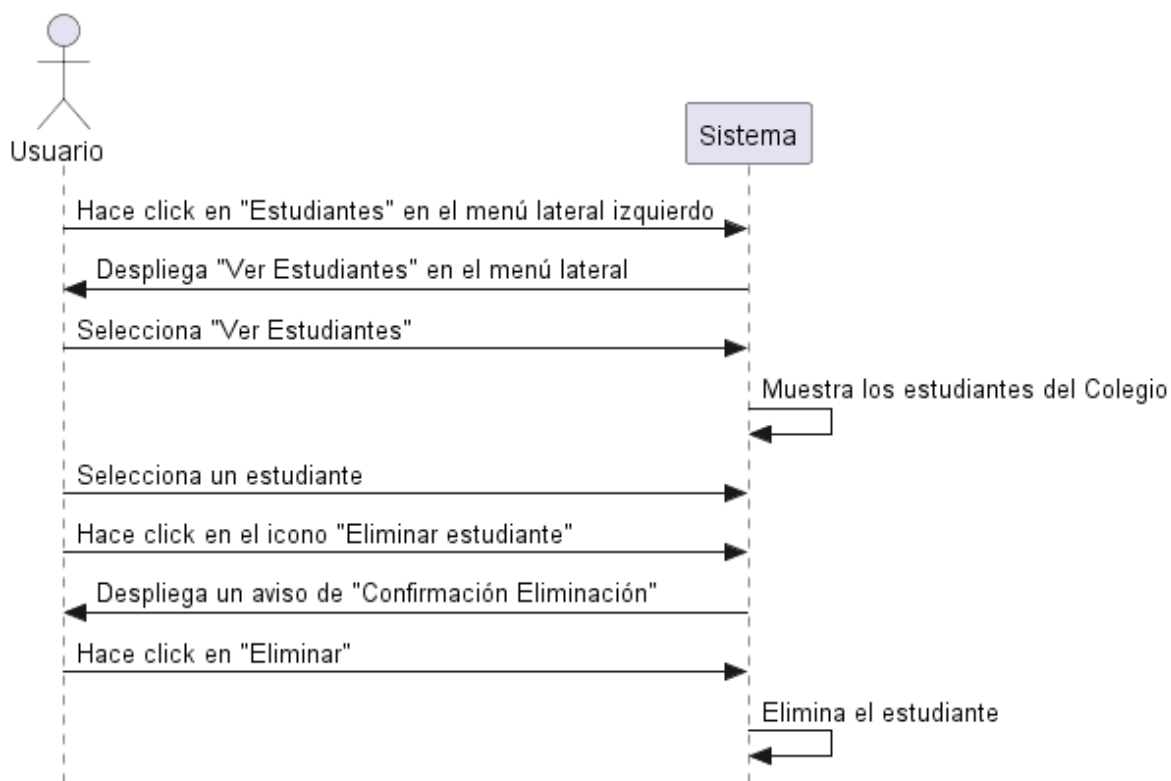 Usuario
Sistema
Hace click en "Estudiantes" en el menú lateral izquierdo
Despliega "Ver Estudiantes" en el menú lateral
Selecciona "Ver Estudiantes"
Muestra los estudiantes del Colegio
Selecciona un estudiante
Hace click en el icono "Eliminar estudiante"
Despliega un aviso de "Confirmación Eliminación"
Hace click en "Eliminar"
Elimina el estudiante